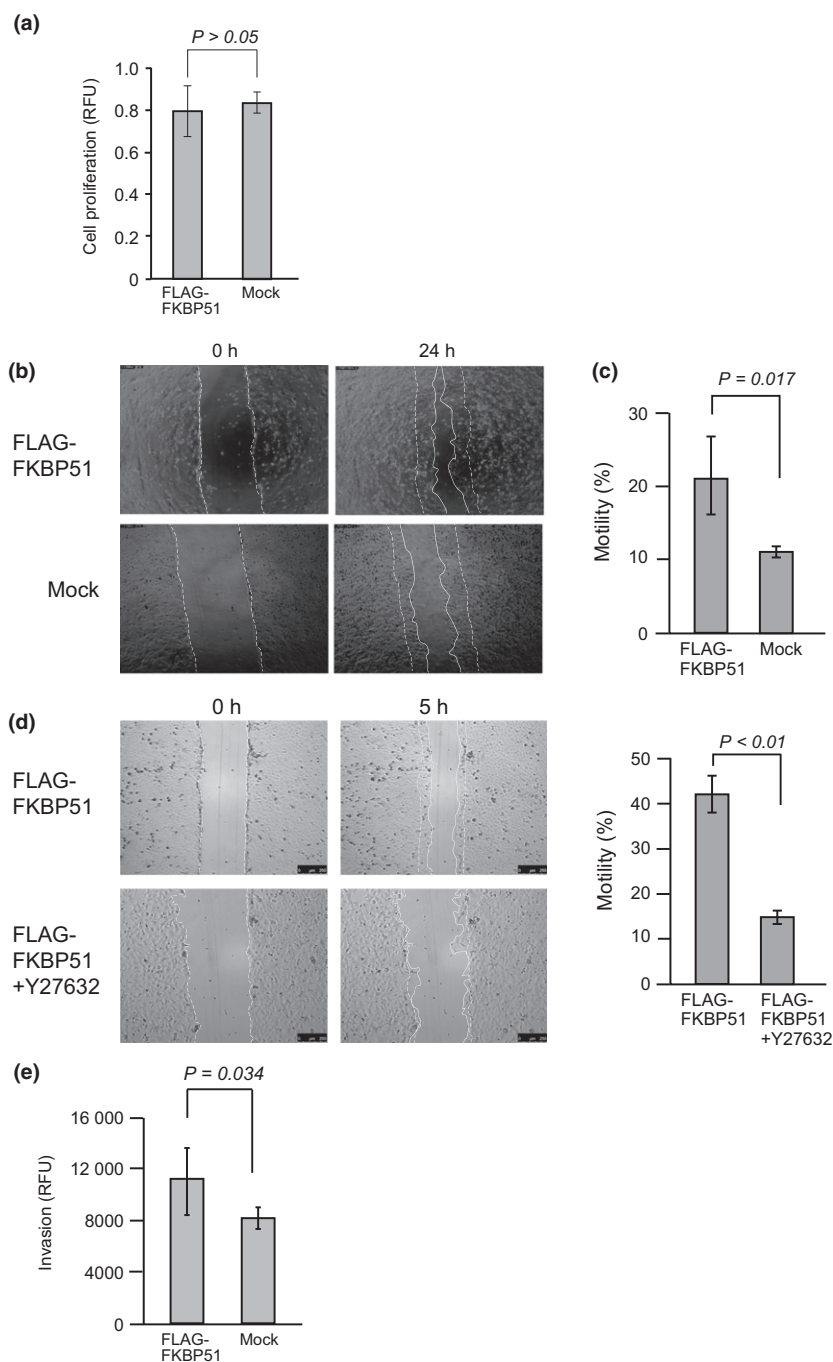 (a)
P > 0.05
1.0
0.8
0.6
0.4
0.2
0
Cell proliferation (RFU)
FLAG-
FKBP51
Mock
(b)
0 h
24 h
FLAG-
FKBP51
Mock
(c)
P = 0.017
30
20
10
0
Motility (%)
FLAG-
FKBP51
Mock
(d)
0 h
5 h
FLAG-
FKBP51
FLAG-
FKBP51
+Y27632
P < 0.01
50
40
30
20
10
0
Motility (%)
FLAG-
FKBP51
FLAG-
FKBP51
+Y27632
(e)
P = 0.034
16 000
12 000
8000
4000
0
Invasion (RFU)
FLAG-
FKBP51
Mock